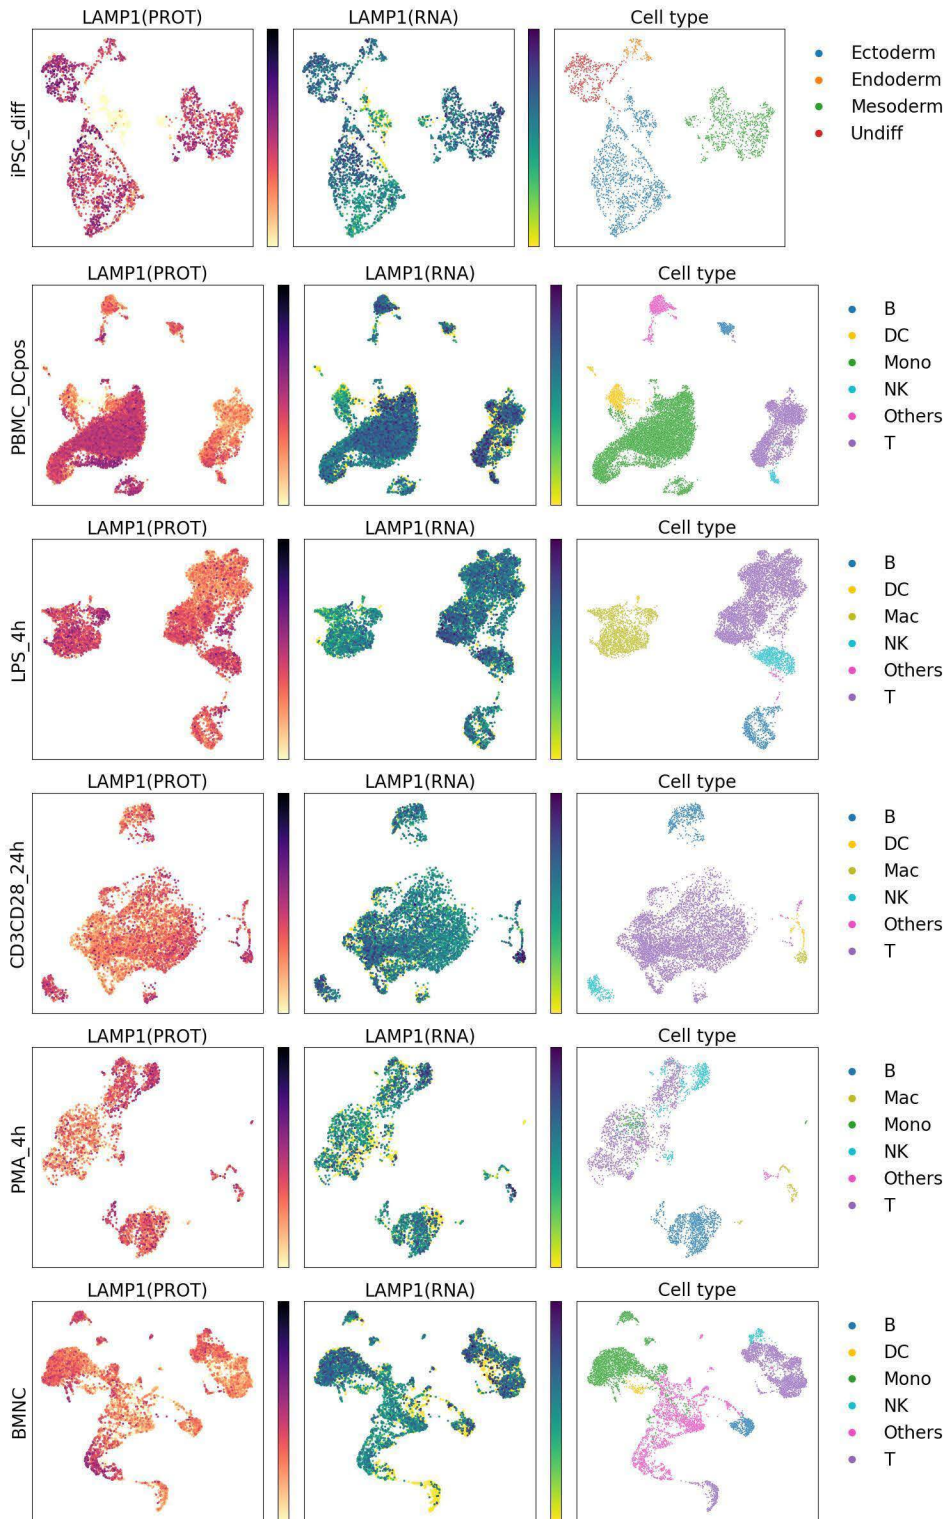 LAMP1(PROT) LAMP1(RNA) Cell type
iPSC_diff
Ectoderm
Endoderm
Mesoderm
Undiff
LAMP1(PROT) LAMP1(RNA) Cell type
PBMC_DCpos
B
DC
Mono
NK
Others
T
LAMP1(PROT) LAMP1(RNA) Cell type
LPS_4h
B
DC
Mac
NK
Others
T
LAMP1(PROT) LAMP1(RNA) Cell type
CD3CD28_24h
B
DC
Mac
NK
Others
T
LAMP1(PROT) LAMP1(RNA) Cell type
PMA_4h
B
Mac
Mono
NK
Others
T
LAMP1(PROT) LAMP1(RNA) Cell type
BMNC
B
DC
Mono
NK
Others
T